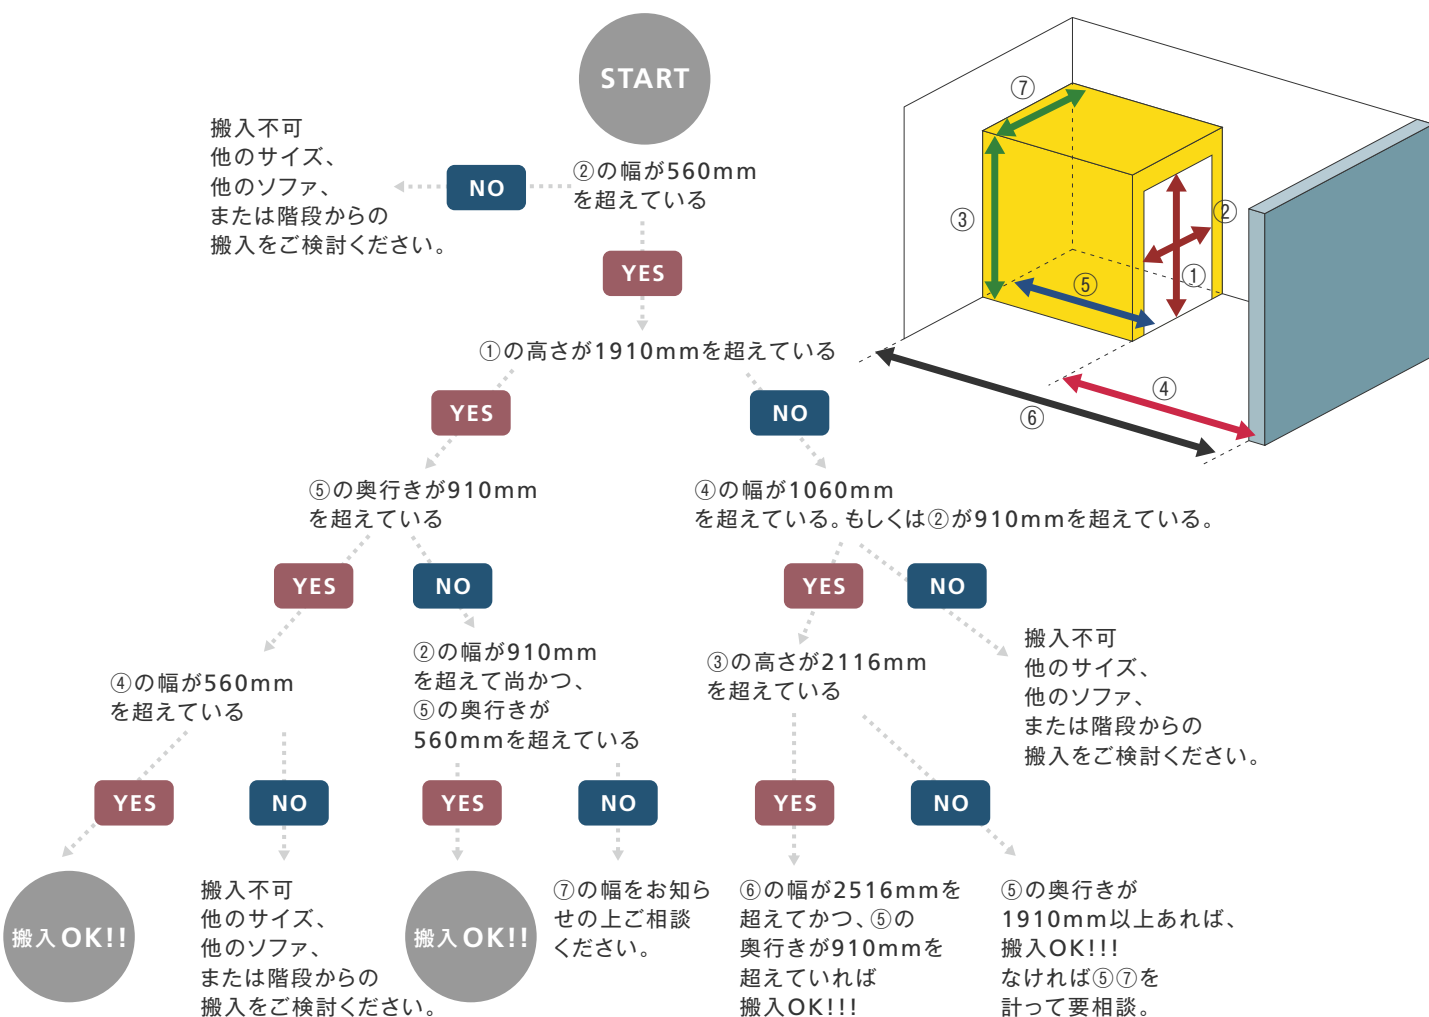 START
搬入不可
他のサイズ、
他のソファ、
または階段からの
搬入をご検討ください。
NO
②の幅が560mm
を超えている
YES
①の高さが1910mmを超えている
YES
NO
⑤の奥行きが910mm
を超えている
④の幅が1060mm
を超えている。もしくは②が910mmを超えている。
YES
NO
YES
NO
④の幅が560mm
を超えている
②の幅が910mm
を超えて尚かつ、
⑤の奥行きが
560mmを超えている
③の高さが2116mm
を超えている
搬入不可
他のサイズ、
他のソファ、
または階段からの
搬入をご検討ください。
YES
NO
YES
NO
YES
NO
搬入OK!!
搬入不可
他のサイズ、
他のソファ、
または階段からの
搬入をご検討ください。
搬入OK!!
⑦の幅をお知ら
せの上ご相談
ください。
⑥の幅が2516mmを
超えてかつ、⑤の
奥行きが910mmを
超えていれば
搬入OK!!!
⑤の奥行きが
1910mm以上あれば、
搬入OK!!!
なければ⑤⑦を
計って要相談。
⑦
③
②
①
⑤
④
⑥